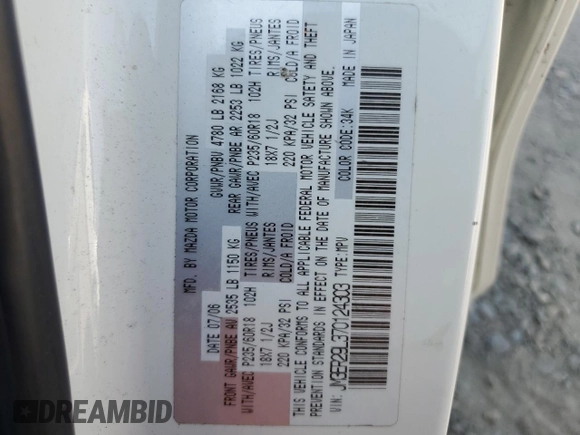 MFD. BY MAZDA MOTOR CORPORATION
DATE 07/06 GVWR/PNBV 4780 LB 2168 KG
FRONT GAWR/PNBE AV 2535 LB 1150 KG REAR GAWR/PNBE AR 2253 LB 1022 KG
WITH/AVEC P235/60R18 102H TIRES/PNEUS WITH/AVEC P235/60R18 102H TIRES/PNEUS
18X7 1/2J RIMS/JANTES 18X7 1/2J RIMS/JANTES
220 KPA/32 PSI COLD/A FROID 220 KPA/32 PSI COLD/A FROID
THIS VEHICLE CONFORMS TO ALL APPLICABLE FEDERAL MOTOR VEHICLE SAFETY AND THEFT
PREVENTION STANDARDS IN EFFECT ON THE DATE OF MANUFACTURE SHOWN ABOVE.
VIN: JM3ER293L370124303 TYPE:MPV COLOR CODE:34K MADE IN JAPAN
DREAMBID
.COM